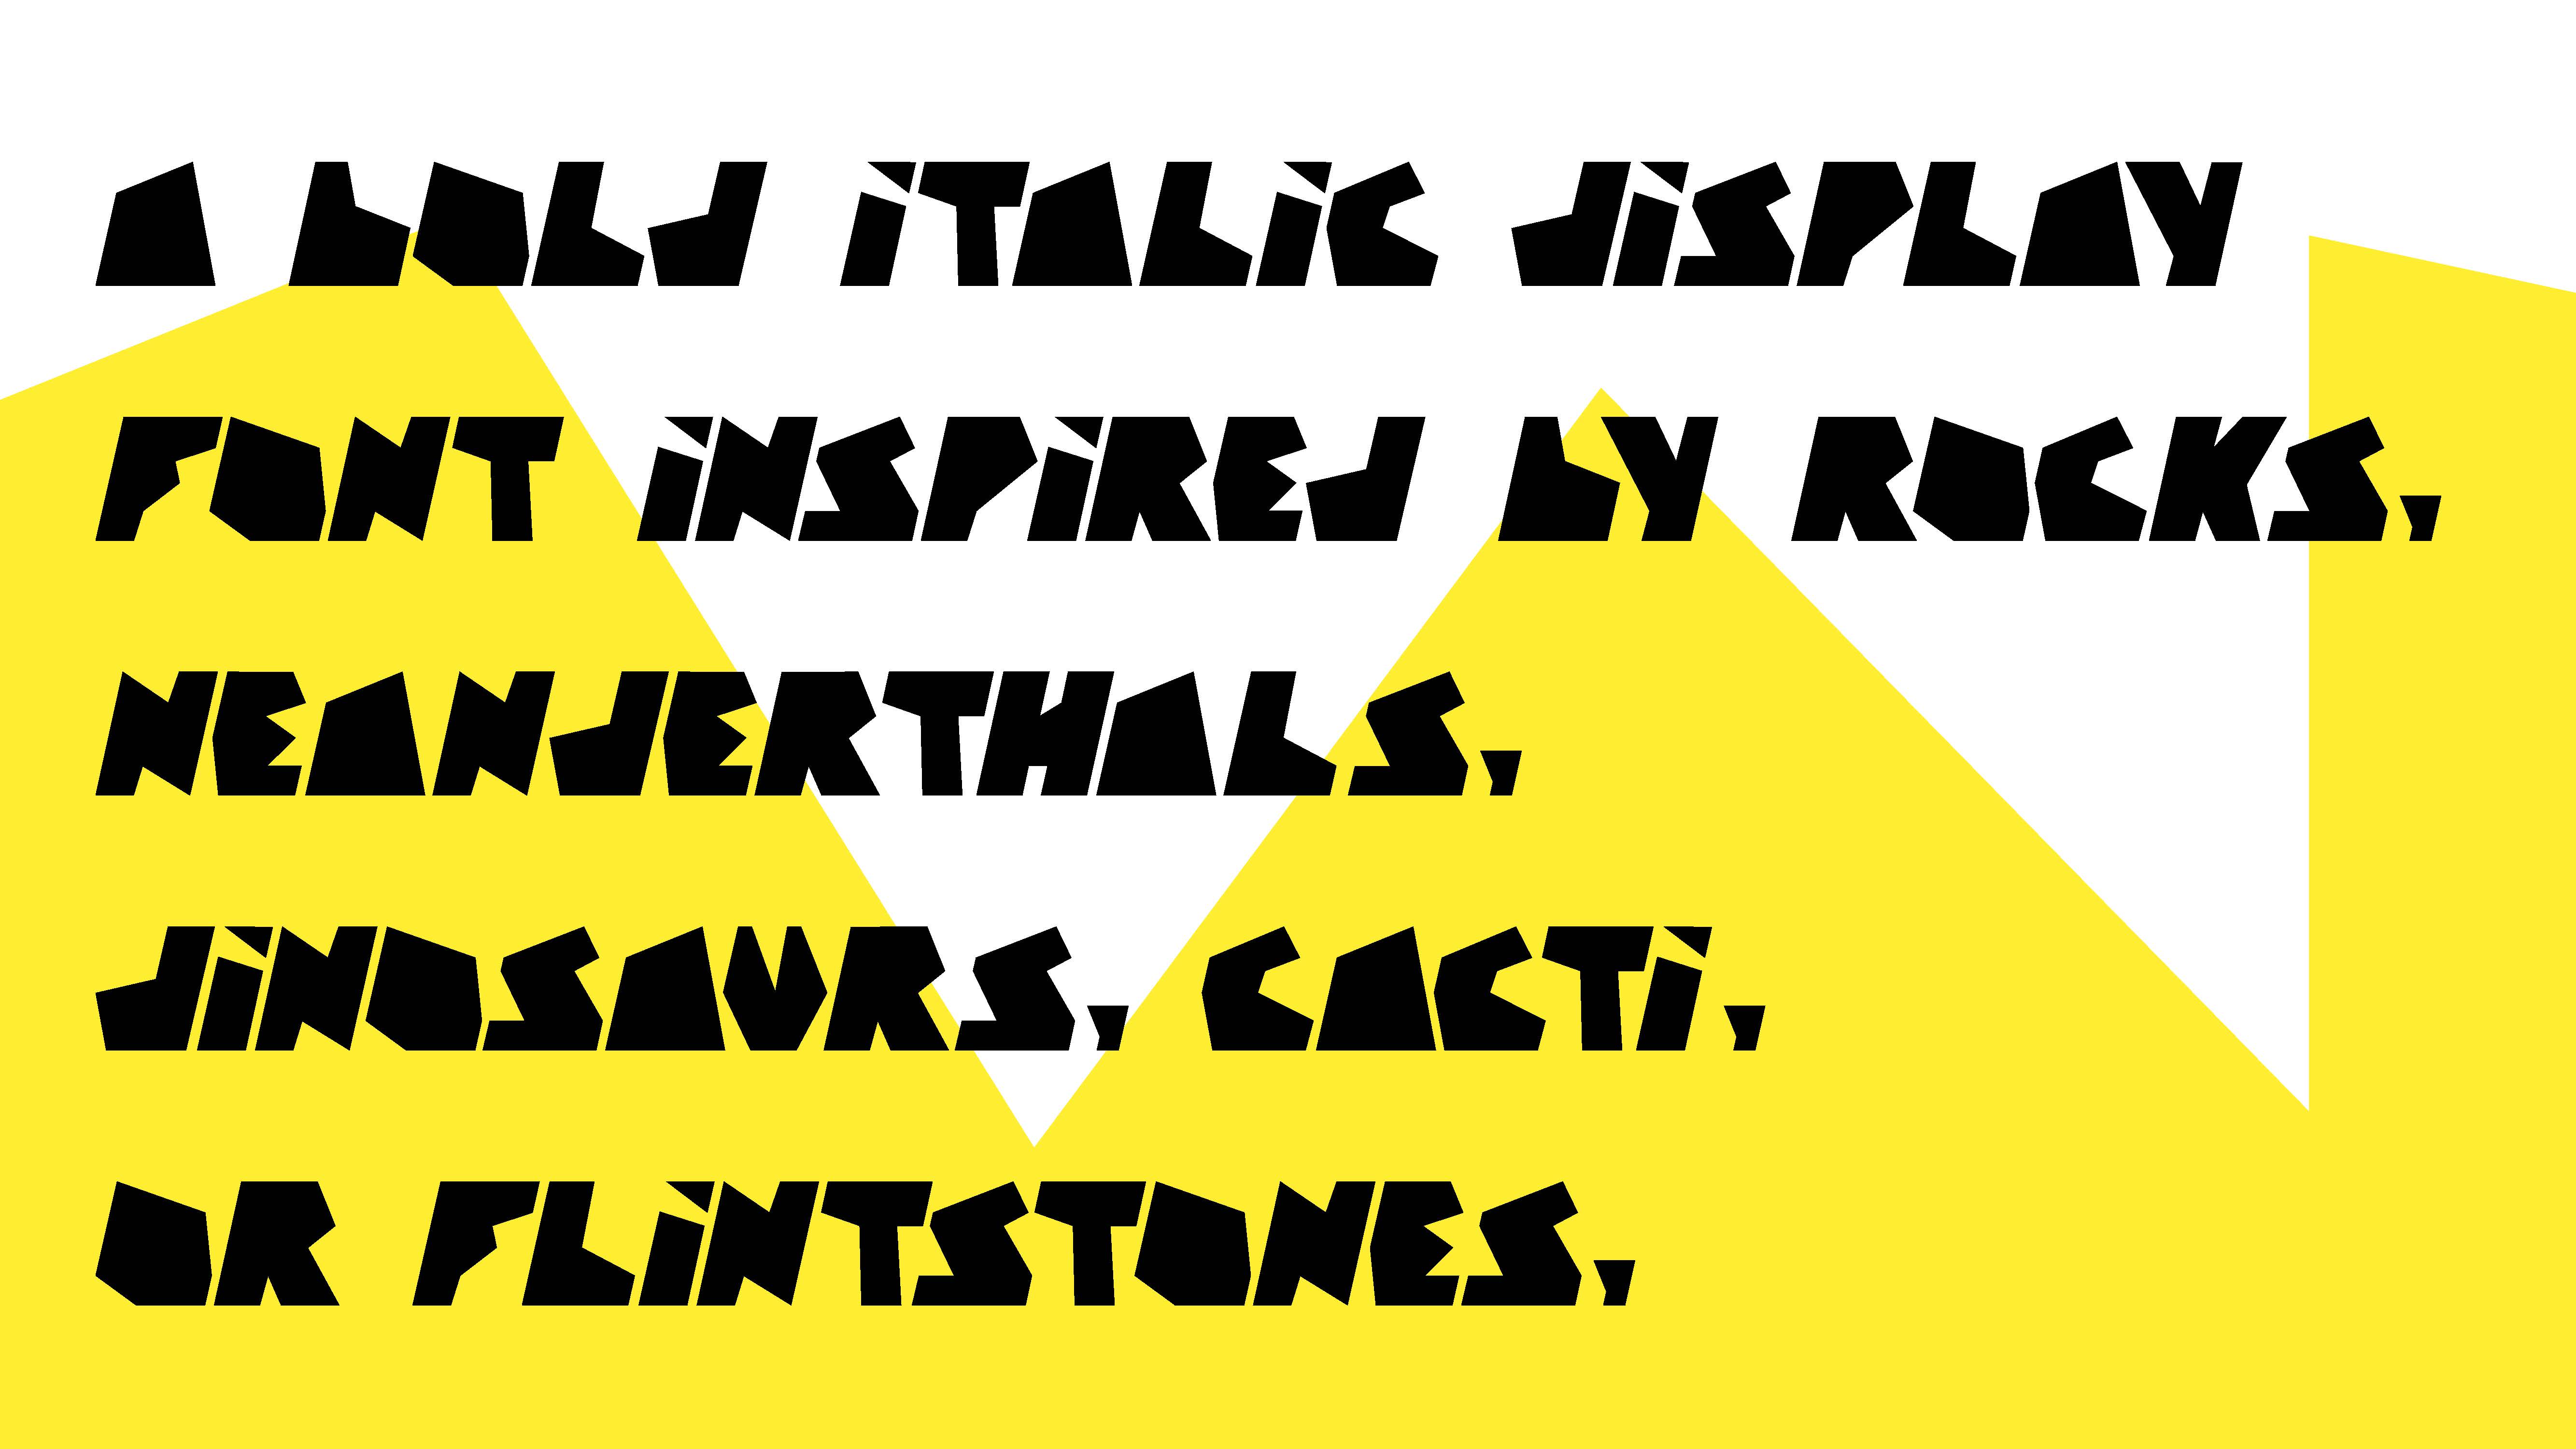 A BOLD ITALIC DISPLAY
FONT INSPIRED BY ROCKS,
NEANDERTHALS,
DINOSAURS, CACTI,
OR FLINTSTONES,